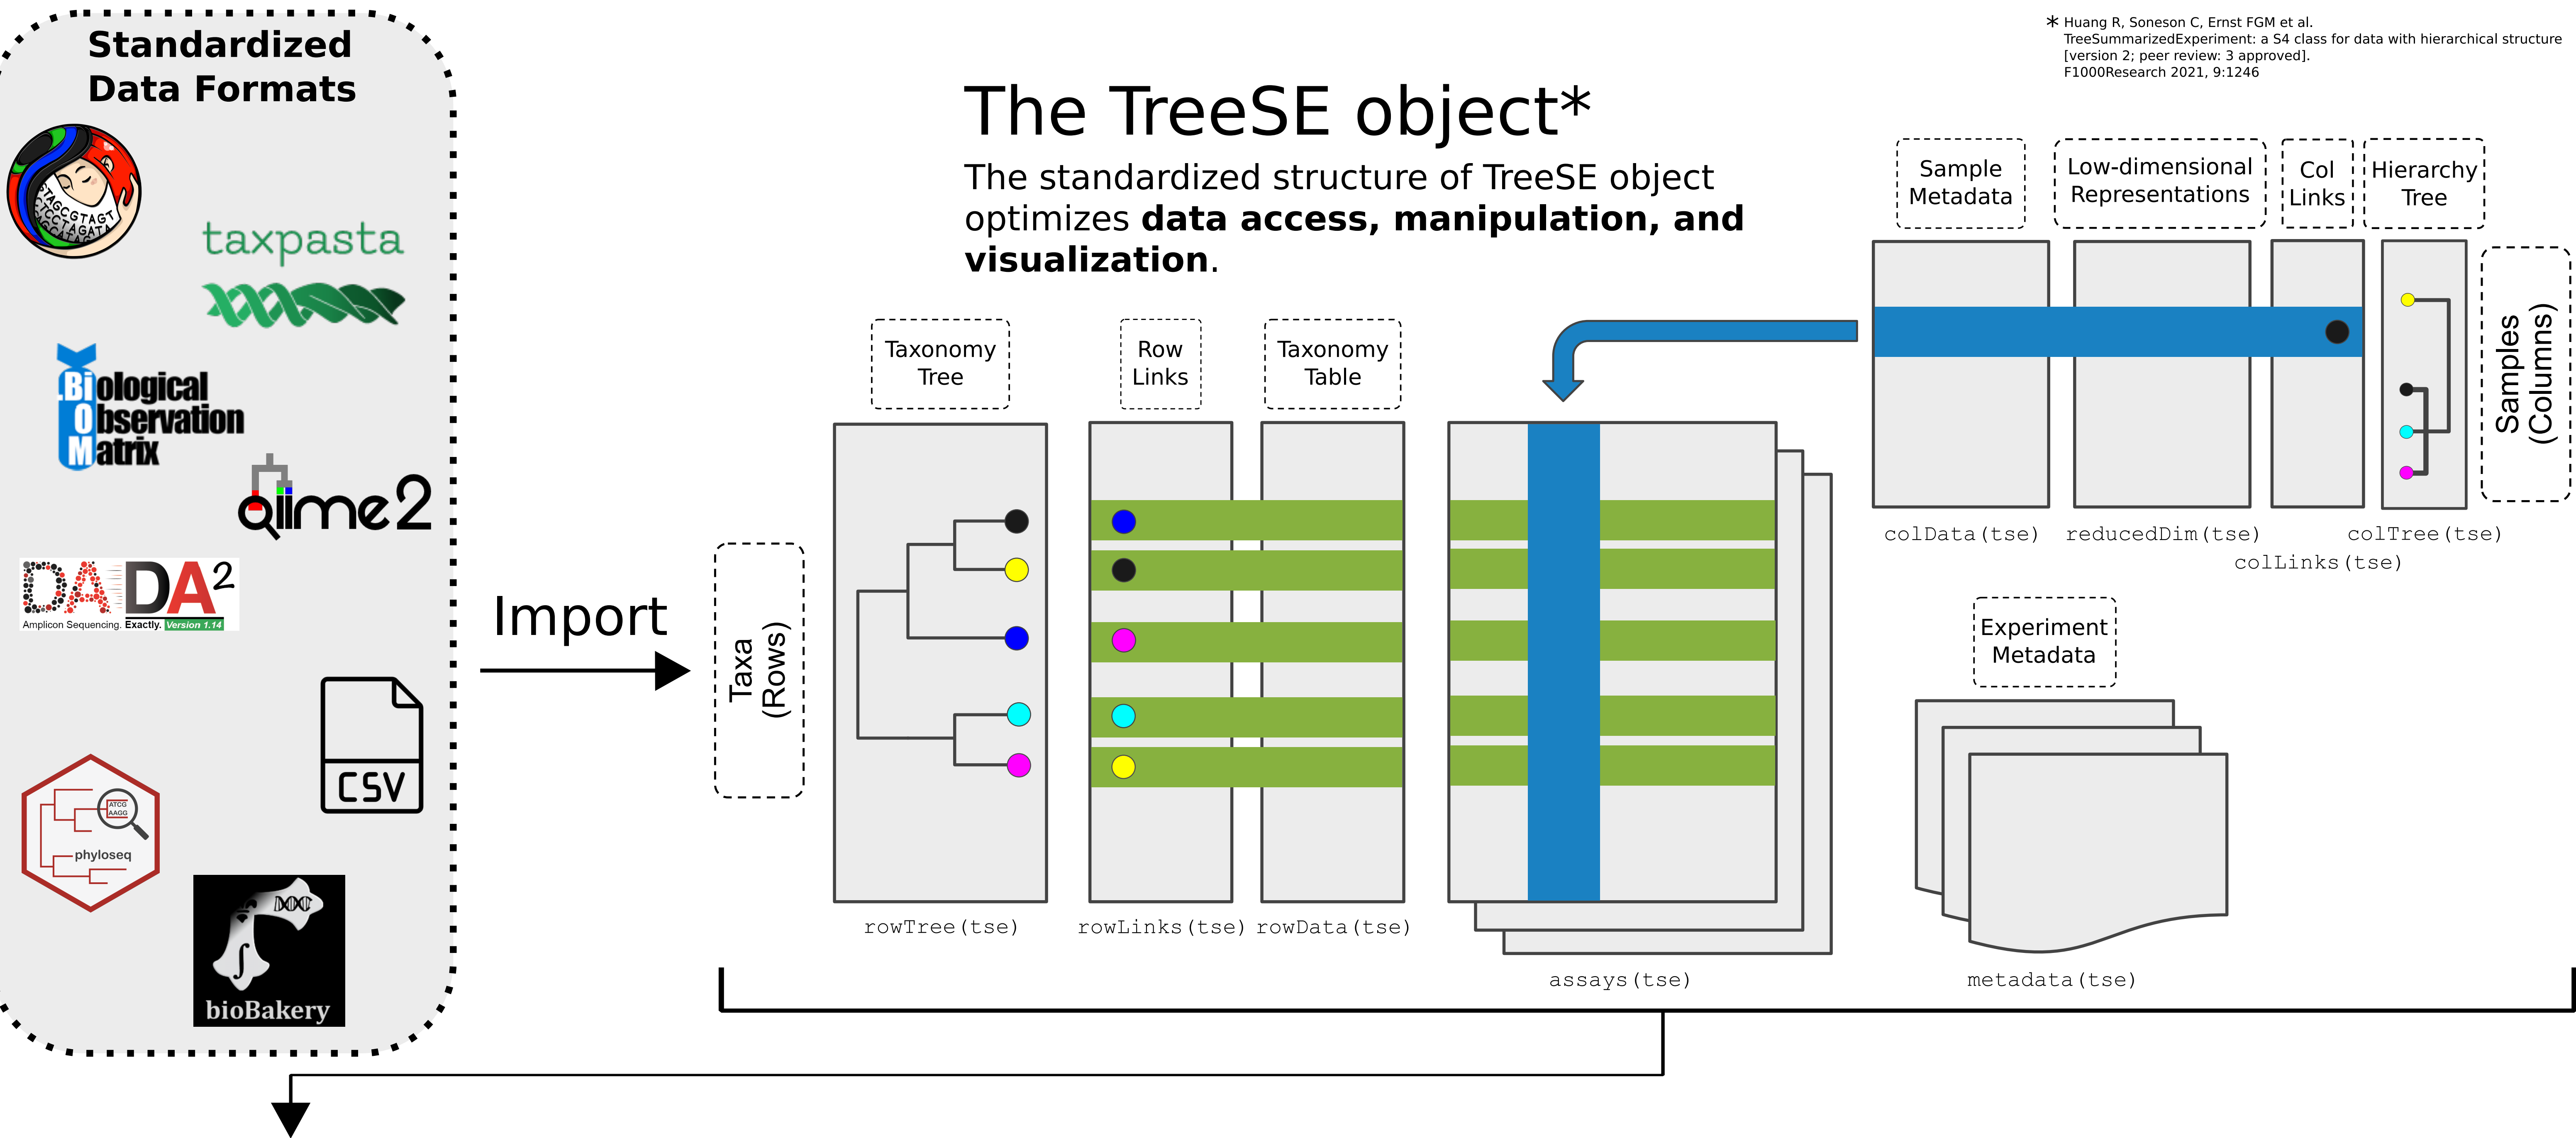 Standardized
Data Formats
STAGCGTAGT
CTCCTAGATA
taxpasta
Biological
Observation
Matrix
qiime2
DADA2
Amplicon Sequencing. Exactly. Version 1.14
CSV
ATCG
AAGG
phyloseq
bioBakery
Import
* Huang R, Soneson C, Ernst FGM et al.
TreeSummarizedExperiment: a S4 class for data with hierarchical structure
[version 2; peer review: 3 approved].
F1000Research 2021, 9:1246
The TreeSE object*
The standardized structure of TreeSE object
optimizes data access, manipulation, and
visualization.
Taxa
(Rows)
Taxonomy
Tree
Row
Links
Taxonomy
Table
rowTree(tse)
rowLinks(tse)
rowData(tse)
assays(tse)
Sample
Metadata
Low-dimensional
Representations
Col
Links
Hierarchy
Tree
Samples
(Columns)
colData(tse)
reducedDim(tse)
colTree(tse)
colLinks(tse)
Experiment
Metadata
metadata(tse)